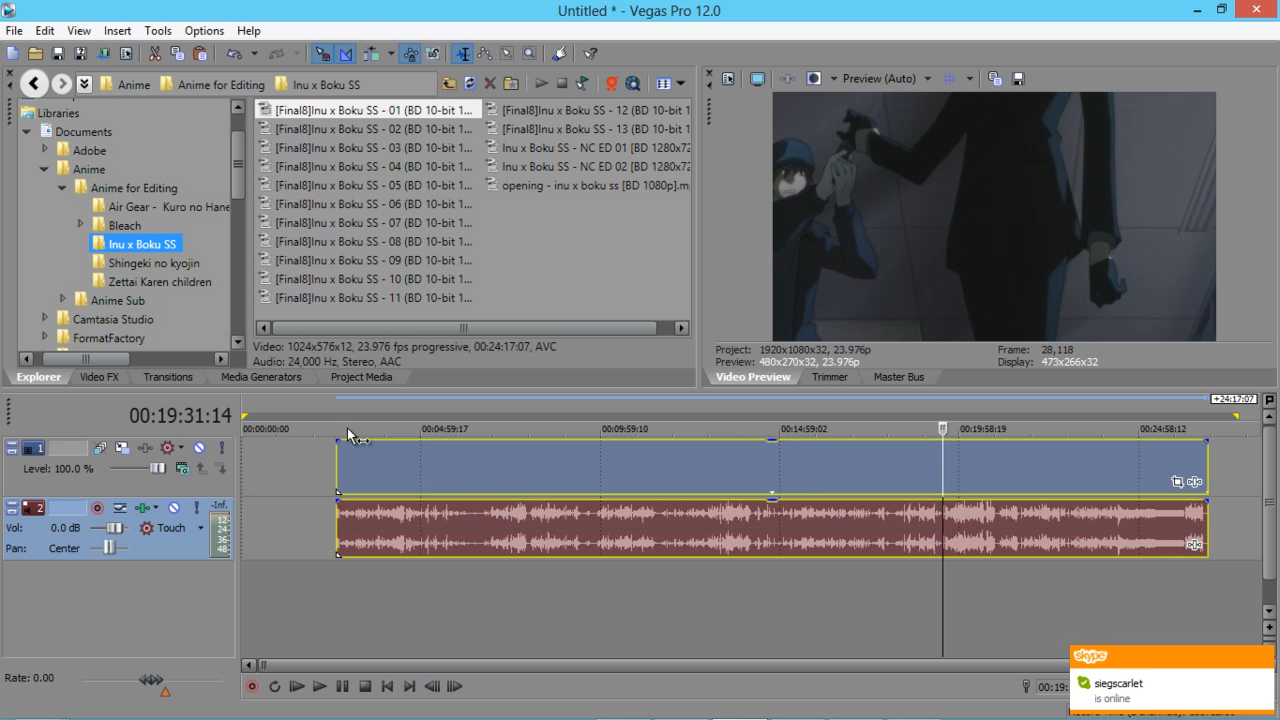 Untitled * - Vegas Pro 12.0
File Edit View Insert Tools Options Help
Anime Anime for Editing Inu x Boku SS
Libraries
Documents
Adobe
Anime
Anime for Editing
Air Gear - Kuro no Hane
Bleach
Inu x Boku SS
Shingeki no kyojin
Zettai Karen children
Anime Sub
Camtasia Studio
FormatFactory
[Final8]Inu x Boku SS - 01 (BD 10-bit 1...
[Final8]Inu x Boku SS - 02 (BD 10-bit 1...
[Final8]Inu x Boku SS - 03 (BD 10-bit 1...
[Final8]Inu x Boku SS - 04 (BD 10-bit 1...
[Final8]Inu x Boku SS - 05 (BD 10-bit 1...
[Final8]Inu x Boku SS - 06 (BD 10-bit 1...
[Final8]Inu x Boku SS - 07 (BD 10-bit 1...
[Final8]Inu x Boku SS - 08 (BD 10-bit 1...
[Final8]Inu x Boku SS - 09 (BD 10-bit 1...
[Final8]Inu x Boku SS - 10 (BD 10-bit 1...
[Final8]Inu x Boku SS - 11 (BD 10-bit 1...
[Final8]Inu x Boku SS - 12 (BD 10-bit 1
[Final8]Inu x Boku SS - 13 (BD 10-bit 1
Inu x Boku SS - NC ED 01 [BD 1280x72
Inu x Boku SS - NC ED 02 [BD 1280x72
opening - inu x boku ss [BD 1080p].m
Video: 1024x576x12, 23.976 fps progressive, 00:24:17:07, AVC
Audio: 24,000 Hz, Stereo, AAC
Explorer Video FX Transitions Media Generators Project Media
Preview (Auto)
Project: 1920x1080x32, 23.976p Frame: 28,118
Preview: 480x270x32, 23.976p Display: 473x266x32
Video Preview Trimmer Master Bus
00:19:31:14
+24:17:07
00:00:00:00 00:04:59:17 00:09:59:10 00:14:59:02 00:19:58:19 00:24:58:12
1
Level: 100.0 %
2
-Inf.
Vol: 0.0 dB Touch
Pan: Center
12
24
36
48
Rate: 0.00
00:19:
skype
siegscarlet
is online